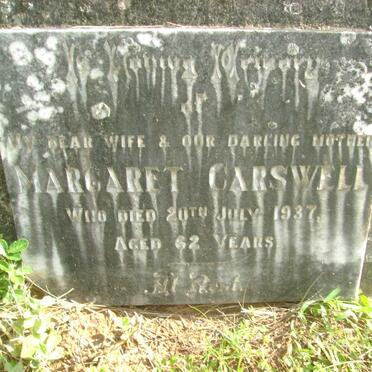 In Loving Memory
of
MY DEAR WIFE & OUR DARLING MOTHER
MARGARET CARSWELL
WHO DIED 20TH JULY 1937,
AGED 62 YEARS
At Rest